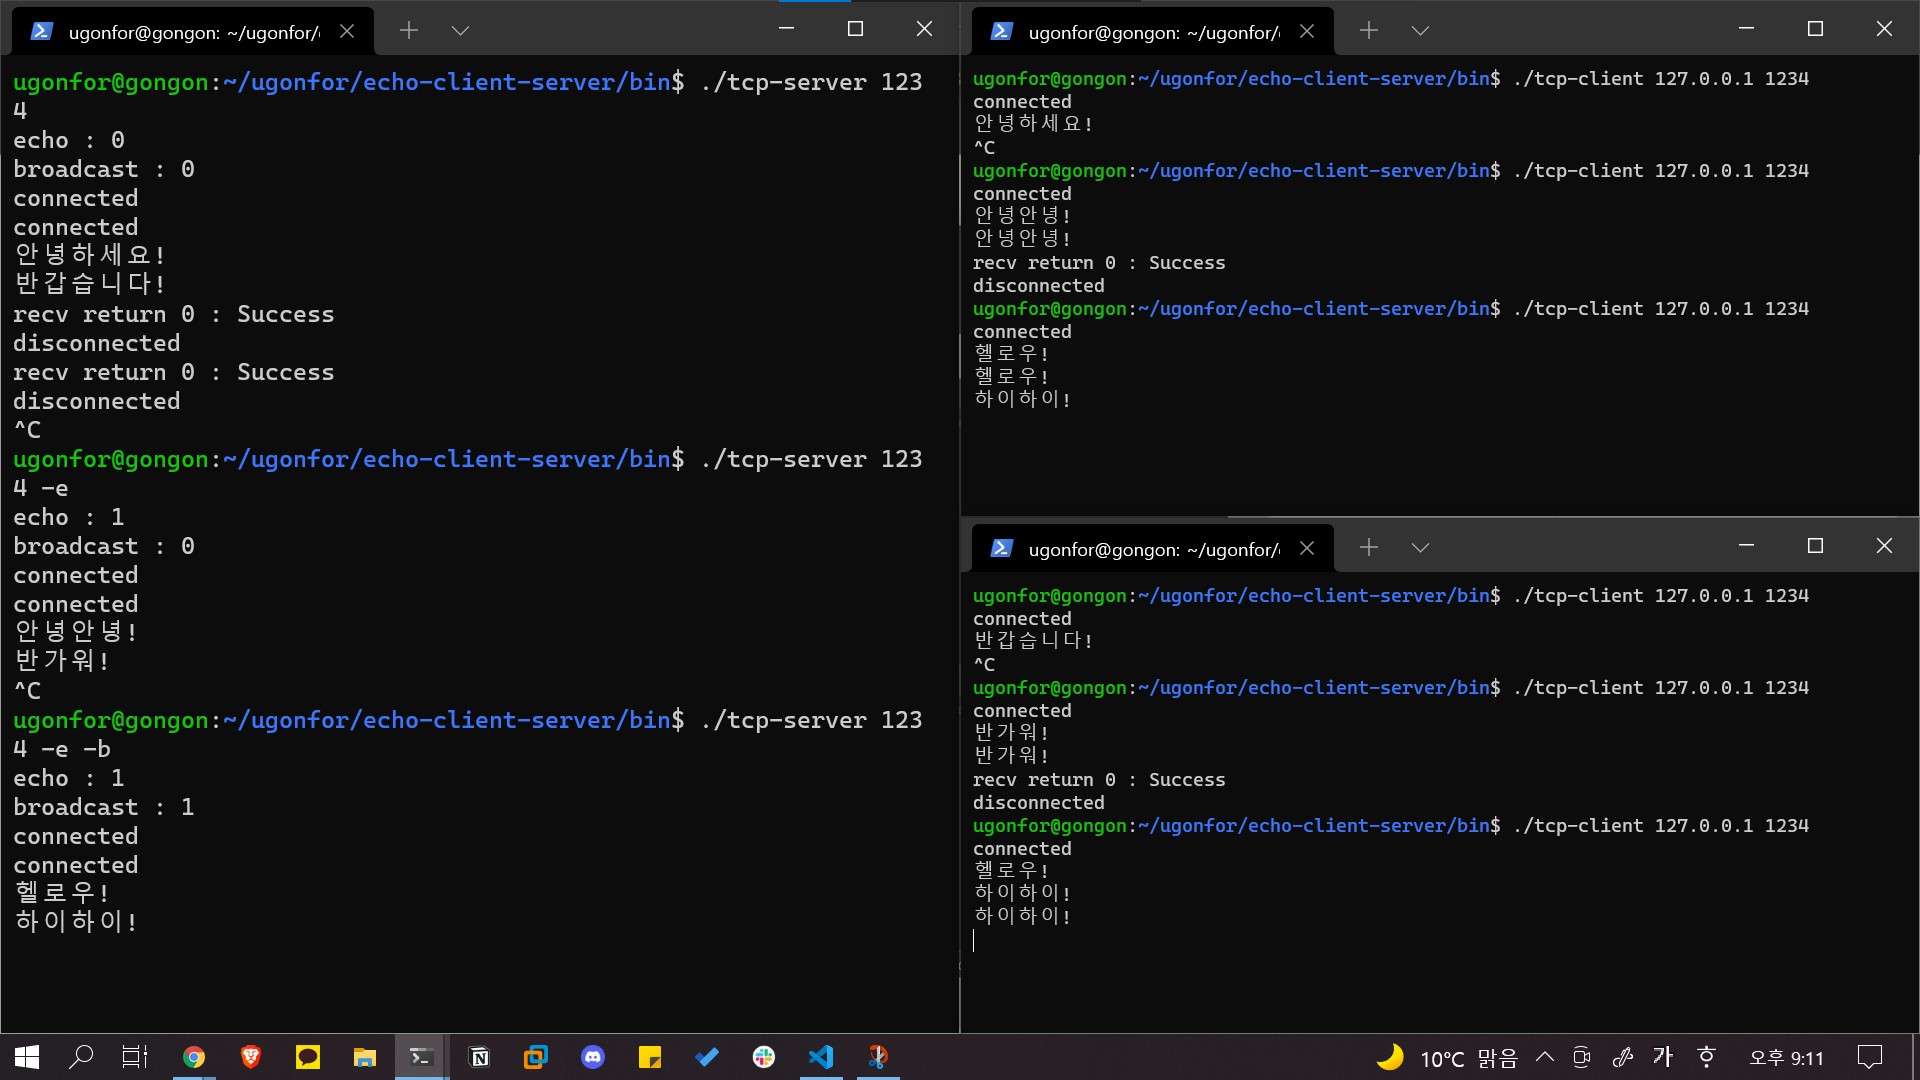 ugonfor@gongon: ~/ugonfor/
ugonfor@gongon:~/ugonfor/echo-client-server/bin$ ./tcp-server 123
4
echo : 0
broadcast : 0
connected
connected
안녕하세요!
반갑습니다!
recv return 0 : Success
disconnected
recv return 0 : Success
disconnected
^C
ugonfor@gongon:~/ugonfor/echo-client-server/bin$ ./tcp-server 123
4 -e
echo : 1
broadcast : 0
connected
connected
안녕안녕!
반가워!
^C
ugonfor@gongon:~/ugonfor/echo-client-server/bin$ ./tcp-server 123
4 -e -b
echo : 1
broadcast : 1
connected
connected
헬로우!
하이하이!
ugonfor@gongon: ~/ugonfor/
ugonfor@gongon:~/ugonfor/echo-client-server/bin$ ./tcp-client 127.0.0.1 1234
connected
안녕하세요!
^C
ugonfor@gongon:~/ugonfor/echo-client-server/bin$ ./tcp-client 127.0.0.1 1234
connected
안녕안녕!
안녕안녕!
recv return 0 : Success
disconnected
ugonfor@gongon:~/ugonfor/echo-client-server/bin$ ./tcp-client 127.0.0.1 1234
connected
헬로우!
헬로우!
하이하이!
ugonfor@gongon: ~/ugonfor/
ugonfor@gongon:~/ugonfor/echo-client-server/bin$ ./tcp-client 127.0.0.1 1234
connected
반갑습니다!
^C
ugonfor@gongon:~/ugonfor/echo-client-server/bin$ ./tcp-client 127.0.0.1 1234
connected
반가워!
반가워!
recv return 0 : Success
disconnected
ugonfor@gongon:~/ugonfor/echo-client-server/bin$ ./tcp-client 127.0.0.1 1234
connected
헬로우!
하이하이!
하이하이!
10°C 맑음 가 오후 9:11